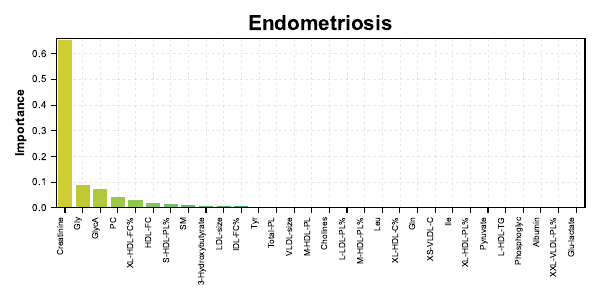 Endometriosis
Importance
0.6
0.5
0.4
0.3
0.2
0.1
0.0
Creatinine
Gly
GlycA
PC
XL-HDL-FC%
HDL-FC
S-HDL-PL%
SM
3-Hydroxybutyrate
LDL-size
IDL-FC%
Tyr
Total-PL
VLDL-size
M-HDL-PL
Cholines
L-LDL-PL%
M-HDL-PL%
Leu
XL-HDL-C%
Gln
XS-VLDL-C
Ile
XL-HDL-PL%
Pyruvate
L-HDL-TG
Phosphoglyc
Albumin
XXL-VLDL-PL%
Glu-lactate